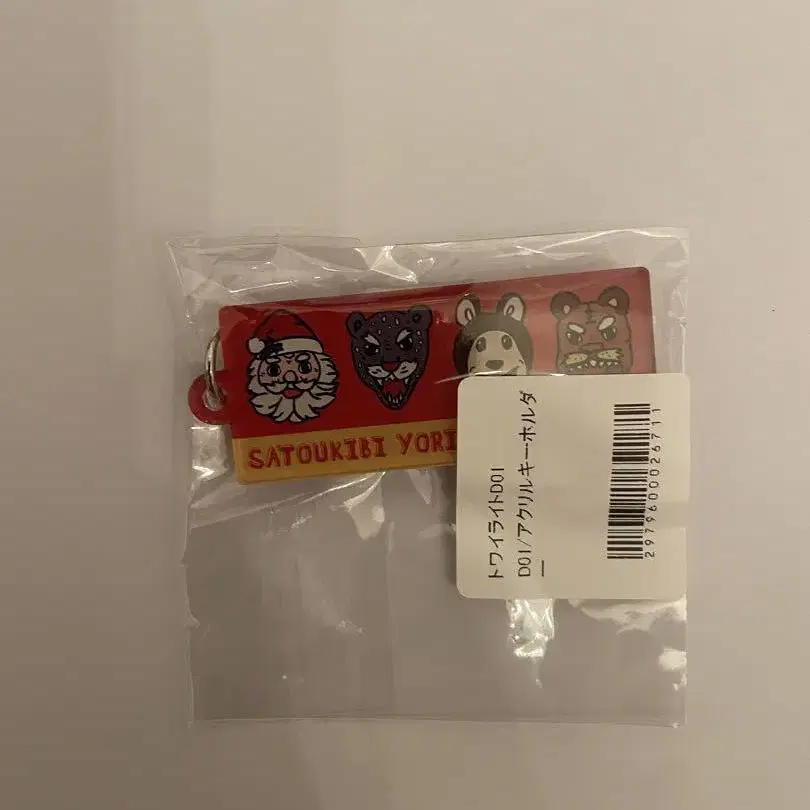 SATOUKIBI YORI
トワイライトD01
D01/アクリルキーホルダ
ー
2979600026711